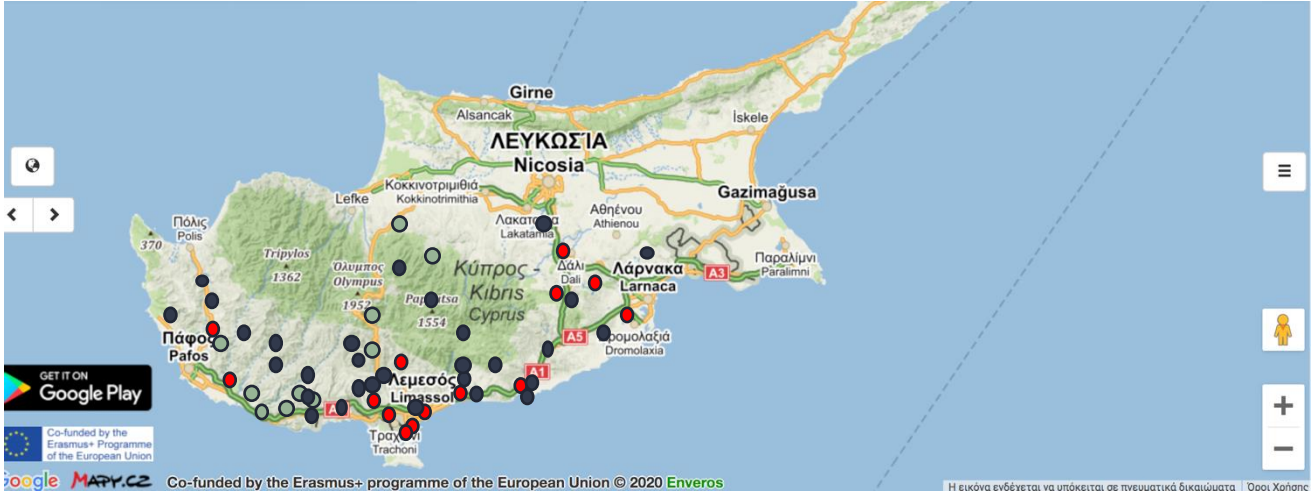 Girne
Alsancak
İskele
ΛΕΥΚΩΣΊΑ
Nicosia
Κοκκινοτριμιθιά
Kokkinotrimithia
Lefke
Gazimağusa
Αθηένου
Athienou
Lakatamia
Πόλις
Polis
370
Tripylos
1362
Όλυμπος
Olympus
1952
1554
Κύπρος -
Kıbrıs
Cyprus
Δάλι
Dali
Λάρνακα
Larnaca
A3
Παραλίμνι
Paralimni
A5
Dromolaxia
Πάφος
Pafos
A1
Λεμεσός
Limassol
Trachoni
GET IT ON
Google Play
Co-funded by the
Erasmus+ Programme
of the European Union
Google Mapy.cz Co-funded by the Erasmus+ programme of the European Union © 2020 Enveros
Η εικόνα ενδέχεται να υπόκειται σε πνευματικά δικαιώματα Όροι Χρήσης